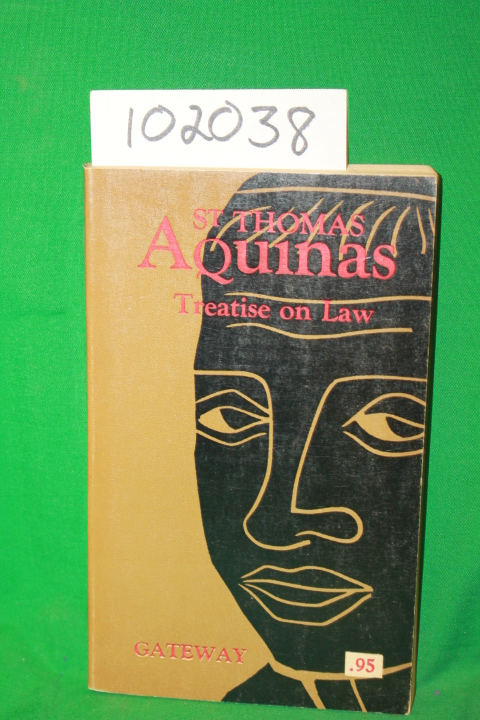 102038
ST THOMAS
AQuinas
Treatise on Law
GATEWAY
.95